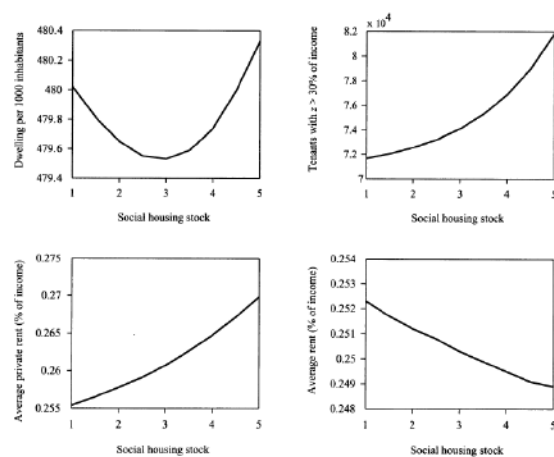 480.4
480.2
480
479.8
479.6
479.4
Dwelling per 1000 inhabitants
1 2 3 4 5
Social housing stock
× 10⁴
8.2
8
7.8
7.6
7.4
7.2
7
Tenants with z > 30% of income
1 2 3 4 5
Social housing stock
0.275
0.27
0.265
0.26
0.255
Average private rent (% of income)
1 2 3 4 5
Social housing stock
0.254
0.253
0.252
0.251
0.25
0.249
0.248
Average rent (% of income)
1 2 3 4 5
Social housing stock